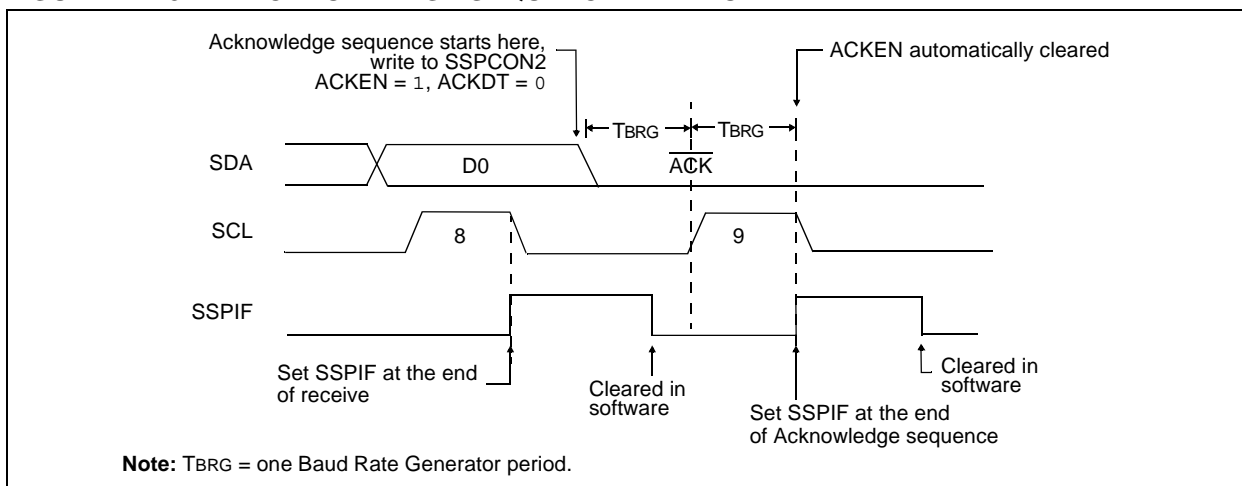 Acknowledge sequence starts here,
write to SSPCON2
ACKEN = 1, ACKDT = 0
ACKEN automatically cleared
TBRG
TBRG
SDA
D0
ACK
SCL
8
9
SSPIF
Set SSPIF at the end
of receive
Cleared in
software
Set SSPIF at the end
of Acknowledge sequence
Cleared in
software
Note: TBRG = one Baud Rate Generator period.